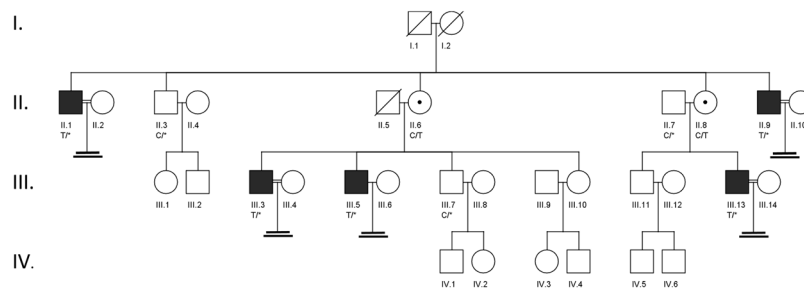 I.
I.1 I.2
II.
II.1 II.2 II.3 II.4 II.5 II.6 II.7 II.8 II.9 II.10
T/* C/* C/T C/* C/T T/*
III.
III.1 III.2 III.3 III.4 III.5 III.6 III.7 III.8 III.9 III.10 III.11 III.12 III.13 III.14
T/* T/* C/* T/*
IV.
IV.1 IV.2 IV.3 IV.4 IV.5 IV.6